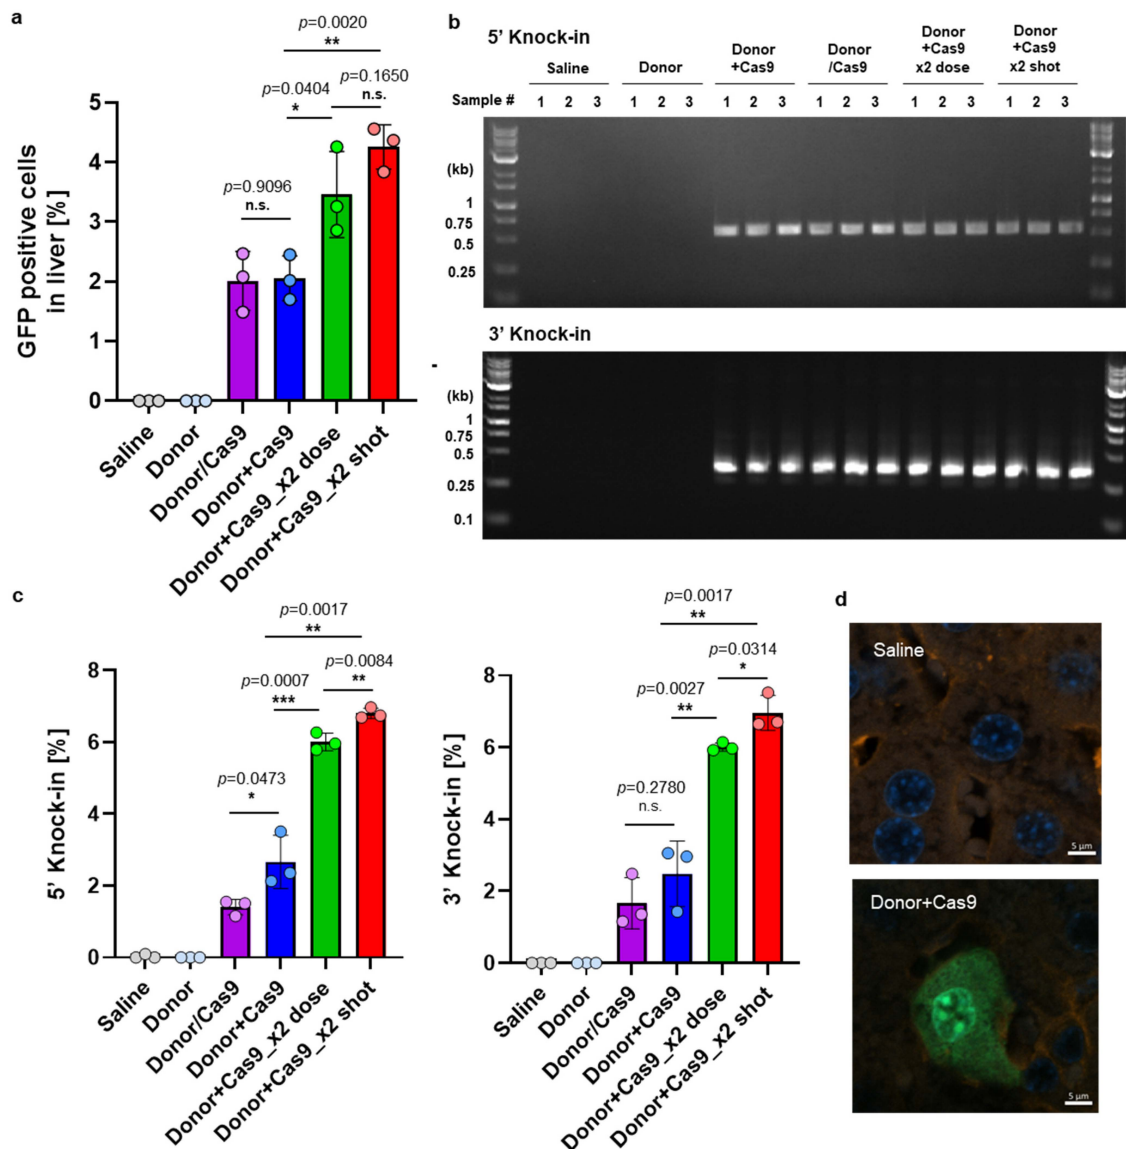 a
p=0.0020
**
p=0.0404
*
p=0.1650
n.s.
p=0.9096
n.s.
GFP positive cells
in liver [%]
5
4
3
2
1
0
Saline
Donor
Donor/Cas9
Donor+Cas9
Donor+Cas9_x2 dose
Donor+Cas9_x2 shot
b
5’ Knock-in
Saline
Donor
Donor
+Cas9
Donor
/Cas9
Donor
+Cas9
x2 dose
Donor
+Cas9
x2 shot
Sample # 1 2 3 1 2 3 1 2 3 1 2 3 1 2 3 1 2 3
(kb)
1
0.75
0.5
0.25
3’ Knock-in
(kb)
1
0.75
0.5
0.25
0.1
c
p=0.0017
**
p=0.0007
***
p=0.0084
**
p=0.0473
*
5’ Knock-in [%]
8
6
4
2
0
Saline
Donor
Donor/Cas9
Donor+Cas9
Donor+Cas9_x2 dose
Donor+Cas9_x2 shot
p=0.0017
**
p=0.0314
*
p=0.0027
**
p=0.2780
n.s.
3’ Knock-in [%]
8
6
4
2
0
Saline
Donor
Donor/Cas9
Donor+Cas9
Donor+Cas9_x2 dose
Donor+Cas9_x2 shot
d
Saline
5 µm
Donor+Cas9
5 µm